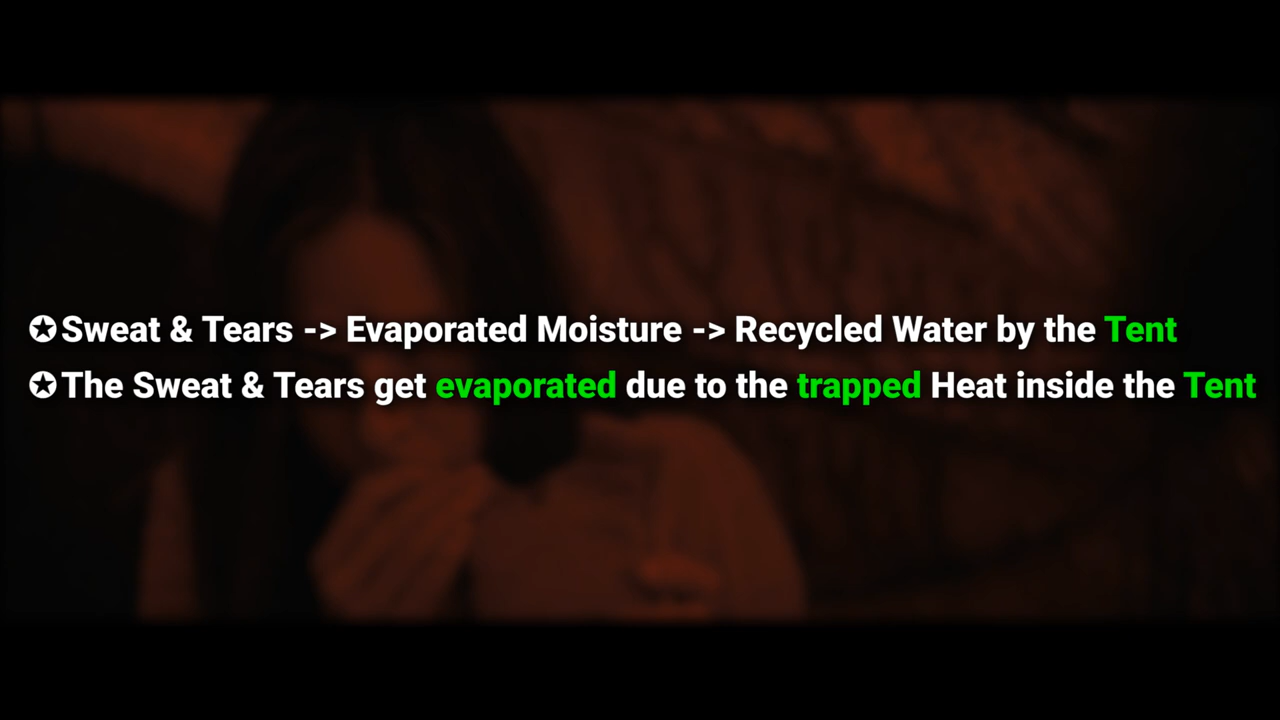 ✪Sweat & Tears -> Evaporated Moisture -> Recycled Water by the Tent
✪The Sweat & Tears get evaporated due to the trapped Heat inside the Tent